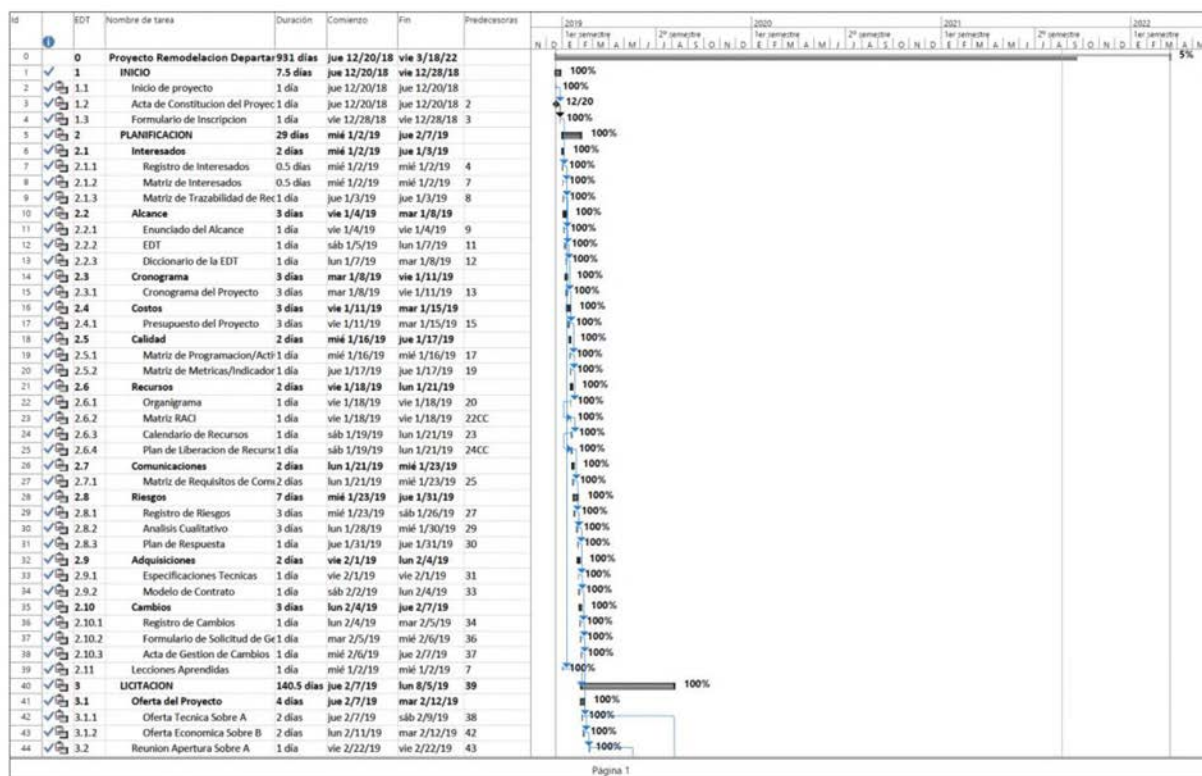 Id EDT Nombre de tarea Duración Comienzo Fin Predecesoras
2019 2020 2021 2022
1er semestre 2º semestre 1er semestre 2º semestre 1er semestre 2º semestre 1er semestre
N D E F M A M J J A S O N D E F M A M J J A S O N D E F M A M J J A S O N D E F M A M
0 0 Proyecto Remodelacion Departar 931 días jue 12/20/18 vie 3/18/22 5%
1 1 INICIO 7.5 días jue 12/20/18 vie 12/28/18 100%
2 1.1 Inicio de proyecto 1 día jue 12/20/18 jue 12/20/18 100%
3 1.2 Acta de Constitucion del Proyec 1 día jue 12/20/18 jue 12/20/18 2 12/20
4 1.3 Formulario de Inscripcion 1 día vie 12/28/18 vie 12/28/18 3 100%
5 2 PLANIFICACION 29 días mié 1/2/19 jue 2/7/19 100%
6 2.1 Interesados 2 días mié 1/2/19 jue 1/3/19 100%
7 2.1.1 Registro de Interesados 0.5 días mié 1/2/19 mié 1/2/19 4 100%
8 2.1.2 Matriz de Interesados 0.5 días mié 1/2/19 mié 1/2/19 7 100%
9 2.1.3 Matriz de Trazabilidad de Rec 1 día jue 1/3/19 jue 1/3/19 8 100%
10 2.2 Alcance 3 días vie 1/4/19 mar 1/8/19 100%
11 2.2.1 Enunciado del Alcance 1 día vie 1/4/19 vie 1/4/19 9 100%
12 2.2.2 EDT 1 día sáb 1/5/19 lun 1/7/19 11 100%
13 2.2.3 Diccionario de la EDT 1 día lun 1/7/19 mar 1/8/19 12 100%
14 2.3 Cronograma 3 días mar 1/8/19 vie 1/11/19 100%
15 2.3.1 Cronograma del Proyecto 3 días mar 1/8/19 vie 1/11/19 13 100%
16 2.4 Costos 3 días vie 1/11/19 mar 1/15/19 100%
17 2.4.1 Presupuesto del Proyecto 3 días vie 1/11/19 mar 1/15/19 15 100%
18 2.5 Calidad 2 días mié 1/16/19 jue 1/17/19 100%
19 2.5.1 Matriz de Programacion/Acti 1 día mié 1/16/19 mié 1/16/19 17 100%
20 2.5.2 Matriz de Metricas/Indicador 1 día jue 1/17/19 jue 1/17/19 19 100%
21 2.6 Recursos 2 días vie 1/18/19 lun 1/21/19 100%
22 2.6.1 Organigrama 1 día vie 1/18/19 vie 1/18/19 20 100%
23 2.6.2 Matriz RACI 1 día vie 1/18/19 vie 1/18/19 22CC 100%
24 2.6.3 Calendario de Recursos 1 día sáb 1/19/19 lun 1/21/19 23 100%
25 2.6.4 Plan de Liberacion de Recurso 1 día sáb 1/19/19 lun 1/21/19 24CC 100%
26 2.7 Comunicaciones 2 días lun 1/21/19 mié 1/23/19 100%
27 2.7.1 Matriz de Requisitos de Comu 2 días lun 1/21/19 mié 1/23/19 25 100%
28 2.8 Riesgos 7 días mié 1/23/19 jue 1/31/19 100%
29 2.8.1 Registro de Riesgos 3 días mié 1/23/19 sáb 1/26/19 27 100%
30 2.8.2 Analisis Cualitativo 3 días lun 1/28/19 mié 1/30/19 29 100%
31 2.8.3 Plan de Respuesta 1 día jue 1/31/19 jue 1/31/19 30 100%
32 2.9 Adquisiciones 2 días vie 2/1/19 lun 2/4/19 100%
33 2.9.1 Especificaciones Tecnicas 1 día vie 2/1/19 vie 2/1/19 31 100%
34 2.9.2 Modelo de Contrato 1 día sáb 2/2/19 lun 2/4/19 33 100%
35 2.10 Cambios 3 días lun 2/4/19 jue 2/7/19 100%
36 2.10.1 Registro de Cambios 1 día lun 2/4/19 mar 2/5/19 34 100%
37 2.10.2 Formulario de Solicitud de Ge 1 día mar 2/5/19 mié 2/6/19 36 100%
38 2.10.3 Acta de Gestion de Cambios 1 día mié 2/6/19 jue 2/7/19 37 100%
39 2.11 Lecciones Aprendidas 1 día mié 1/2/19 mié 1/2/19 7 100%
40 3 LICITACION 140.5 días jue 2/7/19 lun 8/5/19 39 100%
41 3.1 Oferta del Proyecto 4 días jue 2/7/19 mar 2/12/19 100%
42 3.1.1 Oferta Tecnica Sobre A 2 días jue 2/7/19 sáb 2/9/19 38 100%
43 3.1.2 Oferta Economica Sobre B 2 días lun 2/11/19 mar 2/12/19 42 100%
44 3.2 Reunion Apertura Sobre A 1 día vie 2/22/19 vie 2/22/19 43 100%
Página 1